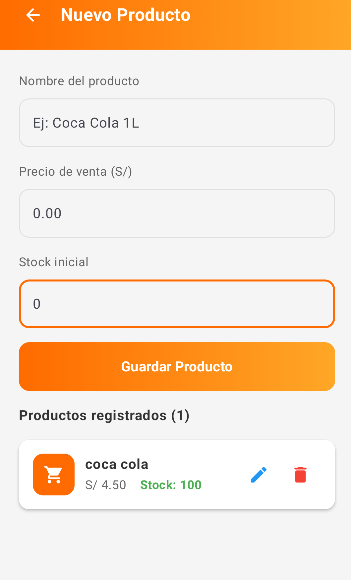 Nuevo Producto
Nombre del producto
Ej: Coca Cola 1L
Precio de venta (S/)
0.00
Stock inicial
0
Guardar Producto
Productos registrados (1)
coca cola
S/ 4.50 Stock: 100